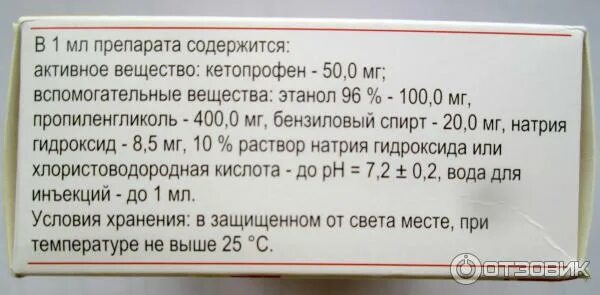 В 1 мл препарата содержится:
активное вещество: кетопрофен - 50,0 мг;
вспомогательные вещества: этанол 96 % - 100,0 мг,
пропиленгликоль - 400,0 мг, бензиловый спирт - 20,0 мг, натрия
гидроксид - 8,5 мг, 10 % раствор натрия гидроксида или
хлористоводородная кислота - до pH = 7,2 ± 0,2, вода для
инъекций - до 1 мл.
Условия хранения: в защищенном от света месте, при
температуре не выше 25 °C.
ОТЗОВИК